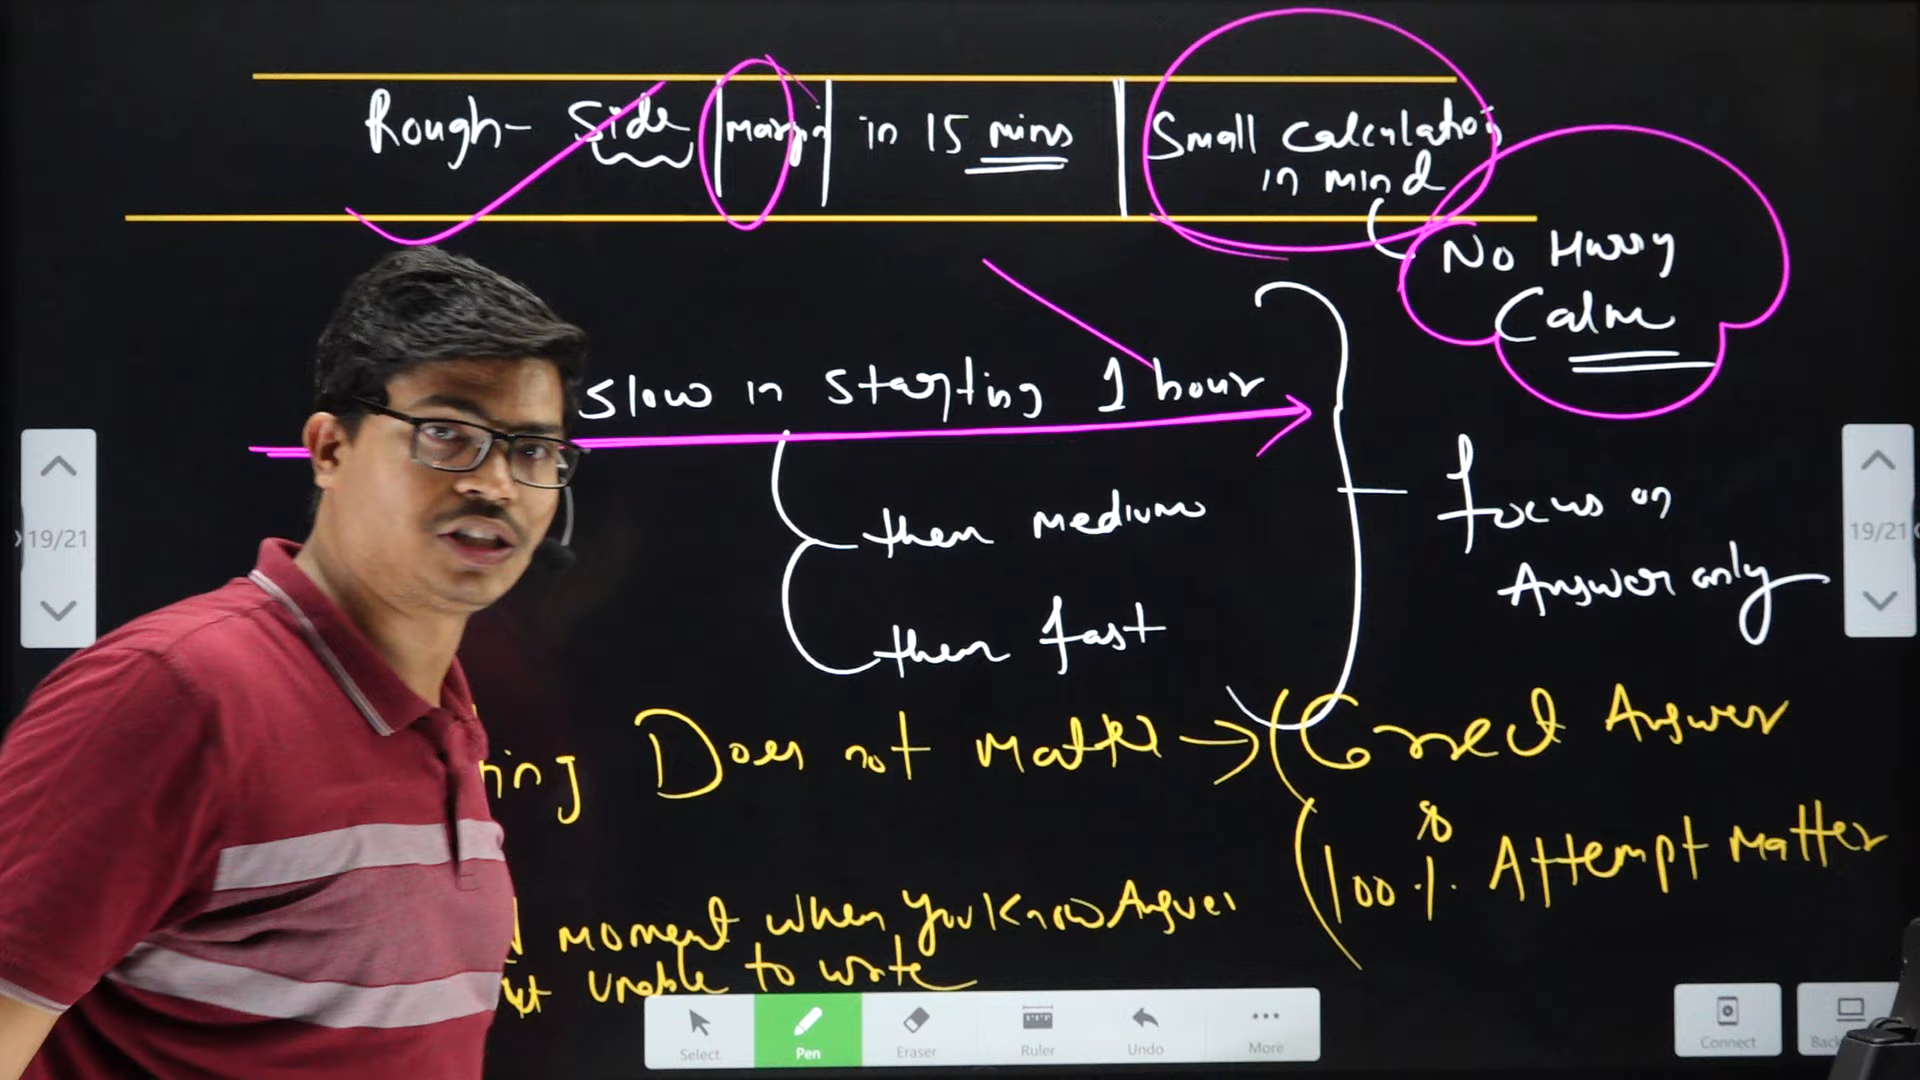 Rough - Side | margin | in 15 mins | Small calculation
in mind
No Hurry
Calm
Slow in starting 1 hour
then medium
then fast
focus on
Answer only
Does not matter → Correct Answer
100%. Attempt Matter
moment when you know Answer
unable to write
19/21
19/21
Select
Pen
Eraser
Ruler
Undo
More
Connect